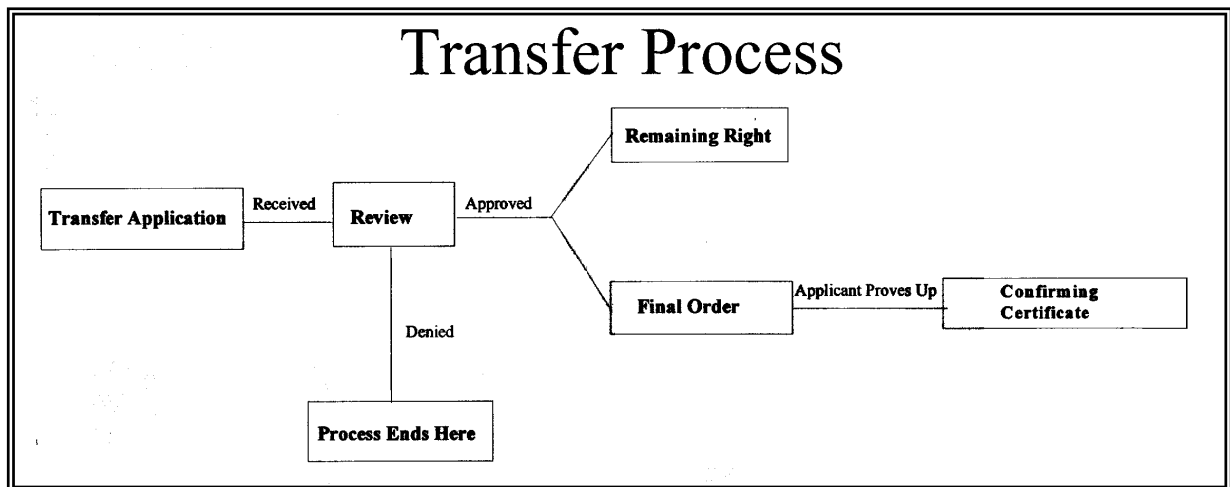 Transfer Process
Remaining Right
Transfer Application
Received
Review
Approved
Final Order
Applicant Proves Up
Confirming
Certificate
Denied
Process Ends Here